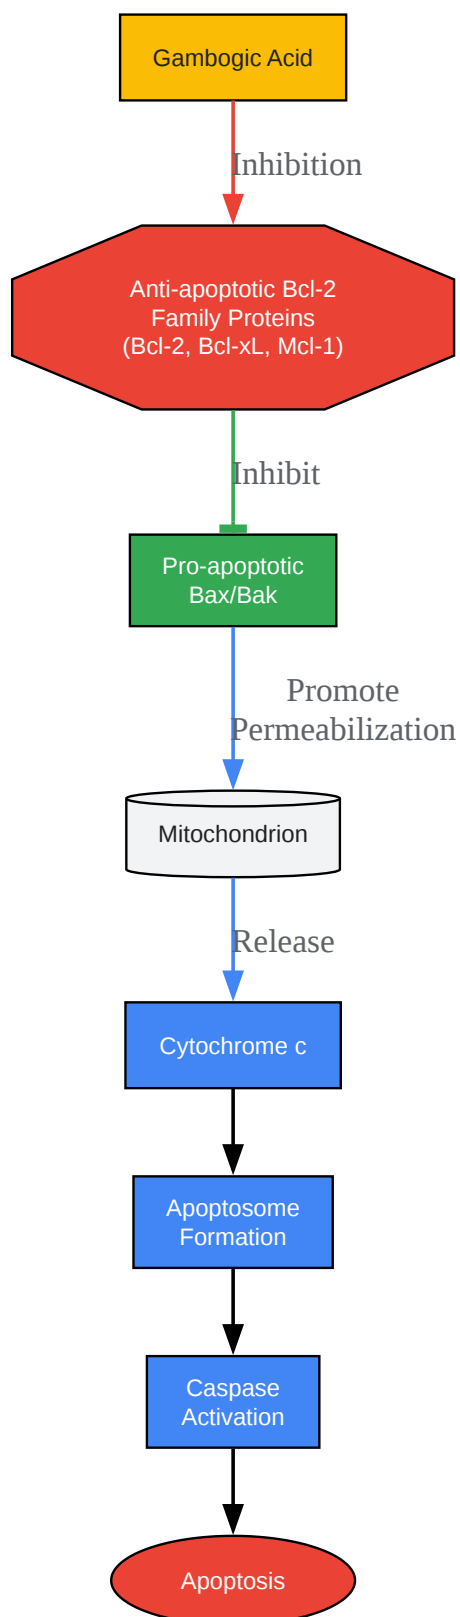 Gambogic Acid
Inhibition
Anti-apoptotic Bcl-2
Family Proteins
(Bcl-2, Bcl-xL, Mcl-1)
Inhibit
Pro-apoptotic
Bax/Bak
Promote
Permeabilization
Mitochondrion
Release
Cytochrome c
Apoptosome
Formation
Caspase
Activation
Apoptosis